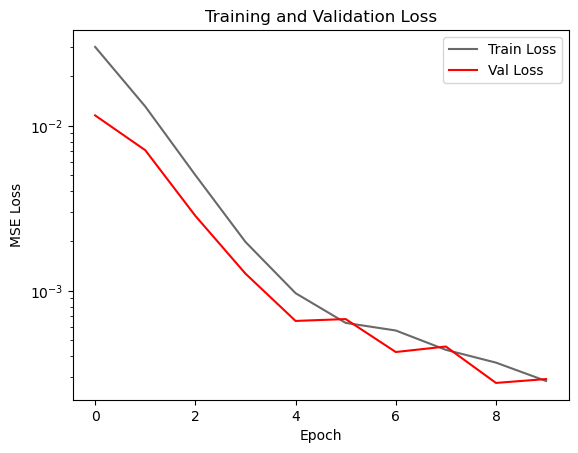 Training and Validation Loss
Train Loss
Val Loss
10⁻²
10⁻³
MSE Loss
0 2 4 6 8
Epoch